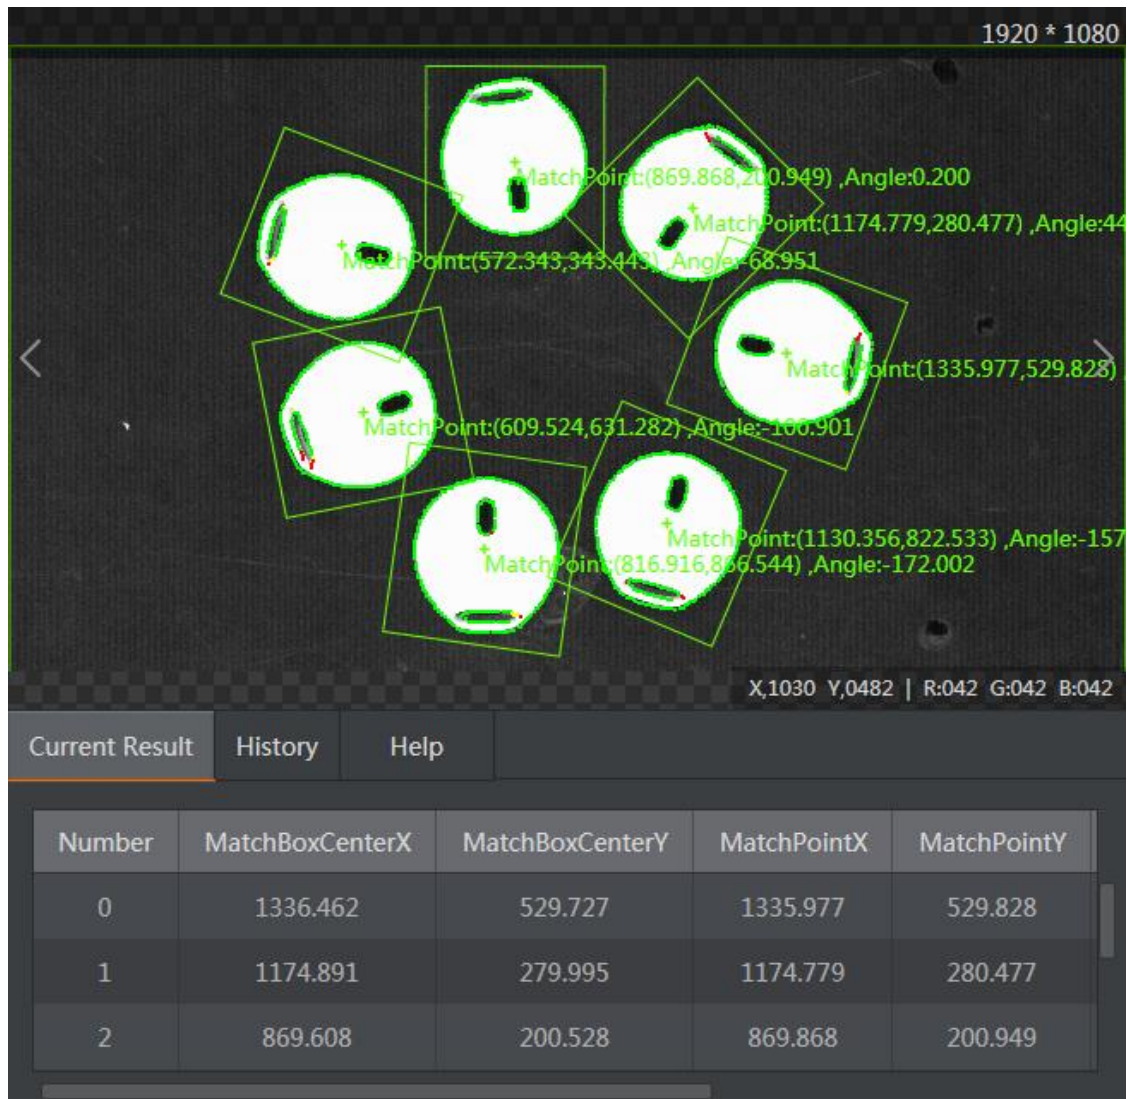 1920 * 1080
MatchPoint:(869.868,200.949) ,Angle:0.200
MatchPoint:(1174.779,280.477) ,Angle:44
MatchPoint:(572.343,343.443) ,Angle:-68.951
MatchPoint:(1335.977,529.828)
MatchPoint:(609.524,631.282) ,Angle:-100.901
MatchPoint:(1130.356,822.533) ,Angle:-157
MatchPoint:(816.916,866.544) ,Angle:-172.002
X,1030 Y,0482 | R:042 G:042 B:042
Current Result History Help
Number MatchBoxCenterX MatchBoxCenterY MatchPointX MatchPointY
0 1336.462 529.727 1335.977 529.828
1 1174.891 279.995 1174.779 280.477
2 869.608 200.528 869.868 200.949